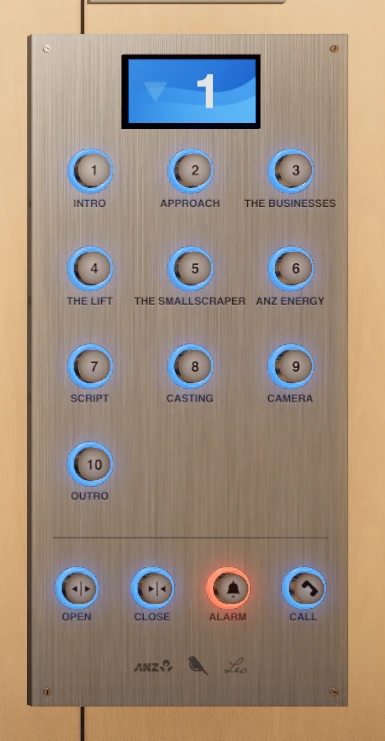 1
1 2 3
INTRO APPROACH THE BUSINESSES
4 5 6
THE LIFT THE SMALLSCRAPER ANZ ENERGY
7 8 9
SCRIPT CASTING CAMERA
10
OUTRO
OPEN CLOSE ALARM CALL
ANZ Leo